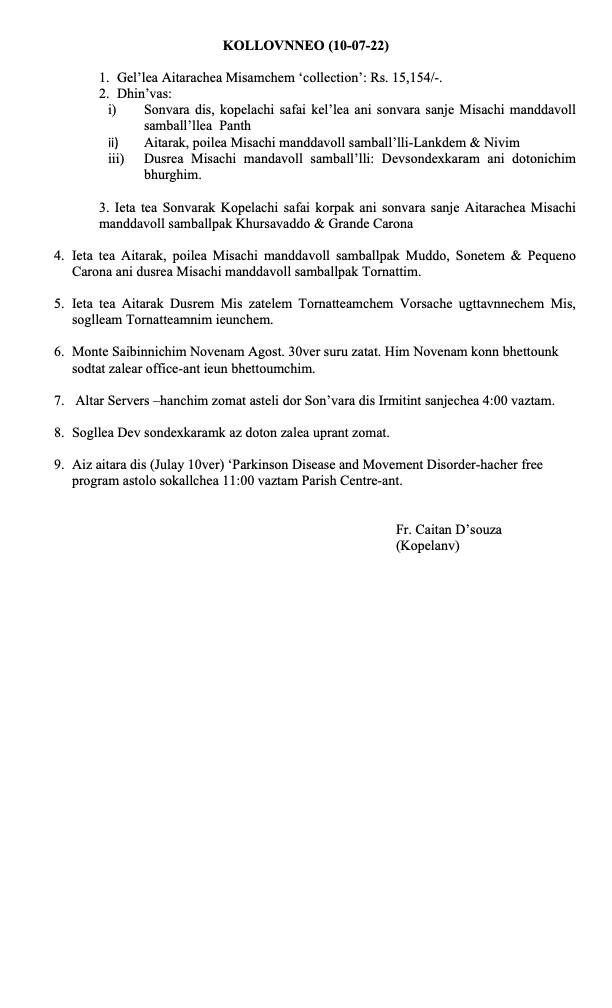 KOLLOVNNEO (10-07-22)
1. Gel’lea Aitarachea Misamchem ‘collection’: Rs. 15,154/-.
2. Dhin’vas:
i) Sonvara dis, kopelachi safai kel’lea ani sonvara sanje Misachi manddavoll
samball’llea Panth
ii) Aitarak, poilea Misachi manddavoll samball’lli-Lankdem & Nivim
iii) Dusrea Misachi mandavoll samball’lli: Devsondexkaram ani dotonichim
bhurghim.
3. Ieta tea Sonvarak Kopelachi safai korpak ani sonvara sanje Aitarachea Misachi
manddavoll samballpak Khursavaddo & Grande Carona
4. Ieta tea Aitarak, poilea Misachi manddavoll samballpak Muddo, Sonetem & Pequeno
Carona ani dusrea Misachi manddavoll samballpak Tornattim.
5. Ieta tea Aitarak Dusrem Mis zatelem Tornatteamchem Vorsache ugttavnnechem Mis,
soglleam Tornatteamnim ieunchem.
6. Monte Saibinnichim Novenam Agost. 30ver suru zatat. Him Novenam konn bhettounk
sodtat zalear office-ant ieun bhettoumchim.
7. Altar Servers –hanchim zomat asteli dor Son’vara dis Irmitint sanjechea 4:00 vaztam.
8. Sogllea Dev sondexkaramk az doton zalea uprant zomat.
9. Aiz aitara dis (Julay 10ver) ‘Parkinson Disease and Movement Disorder-hacher free
program astolo sokallchea 11:00 vaztam Parish Centre-ant.
Fr. Caitan D’souza
(Kopelanv)